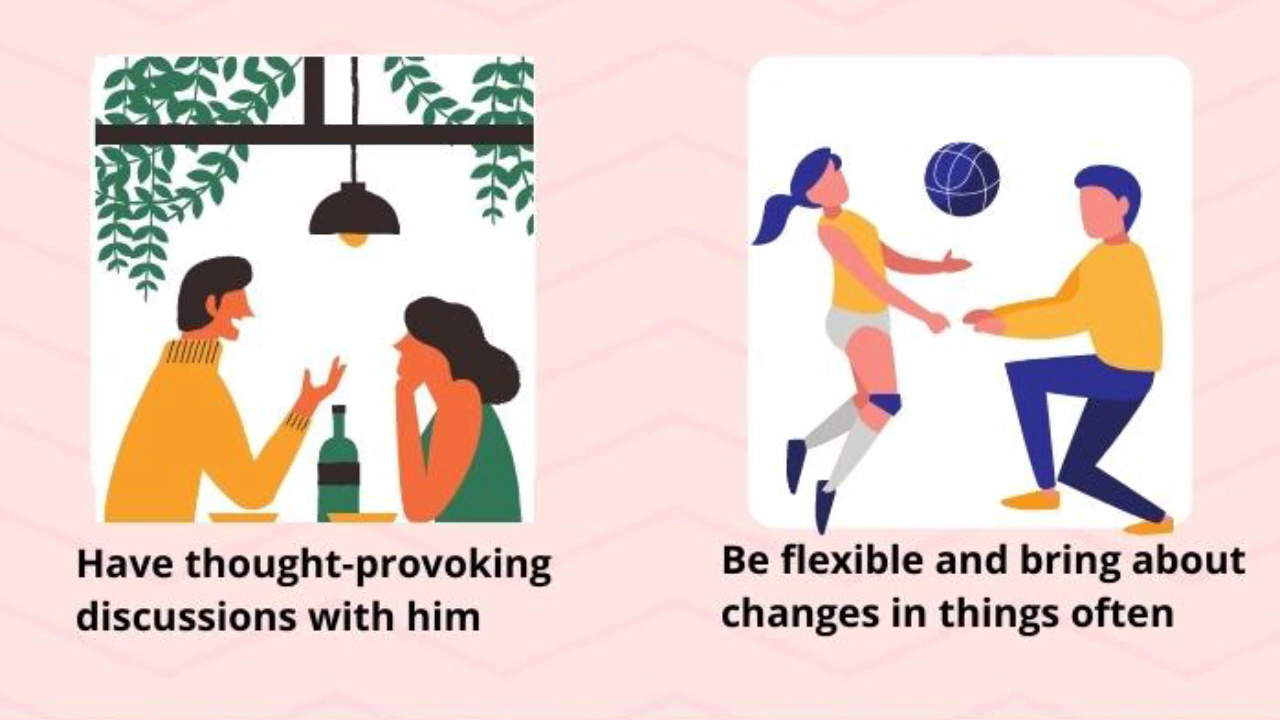 Have thought-provoking
discussions with him
Be flexible and bring about
changes in things often